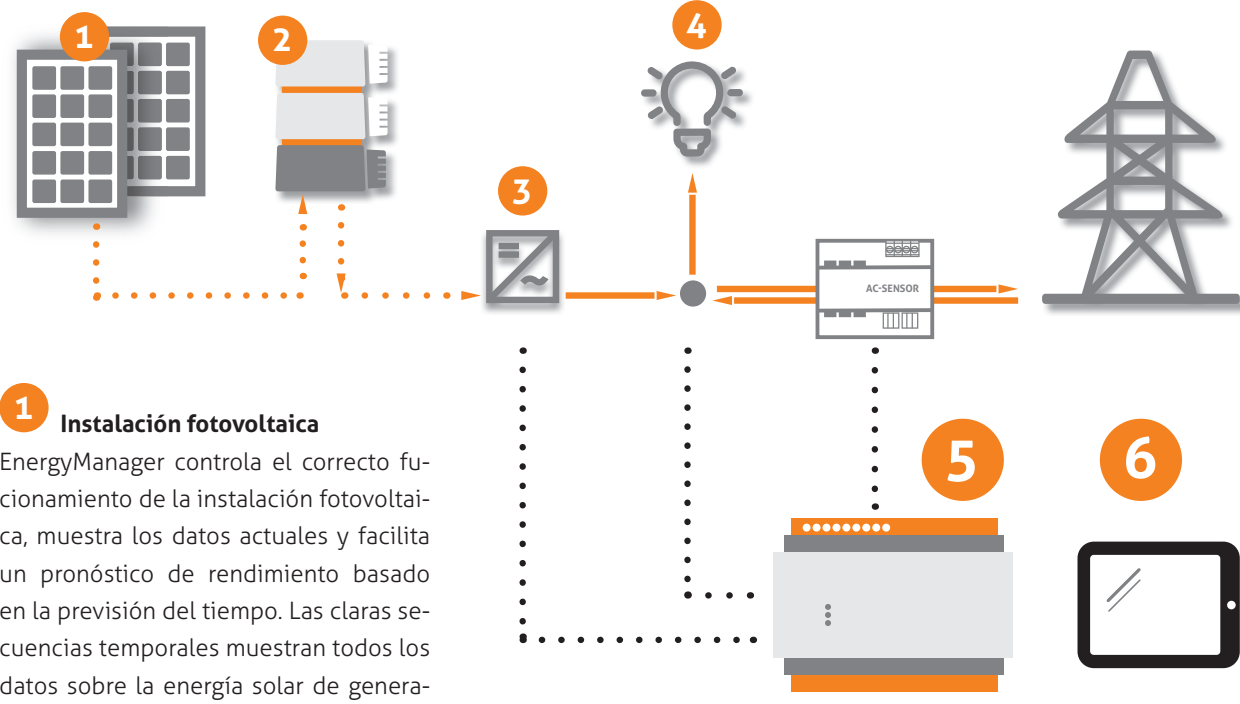 1
2
4
3
AC-SENSOR
1
Instalación fotovoltaica
EnergyManager controla el correcto fu-
cionamiento de la instalación fotovoltai-
ca, muestra los datos actuales y facilita
un pronóstico de rendimiento basado
en la previsión del tiempo. Las claras se-
cuencias temporales muestran todos los
datos sobre la energía solar de genera-
5
6